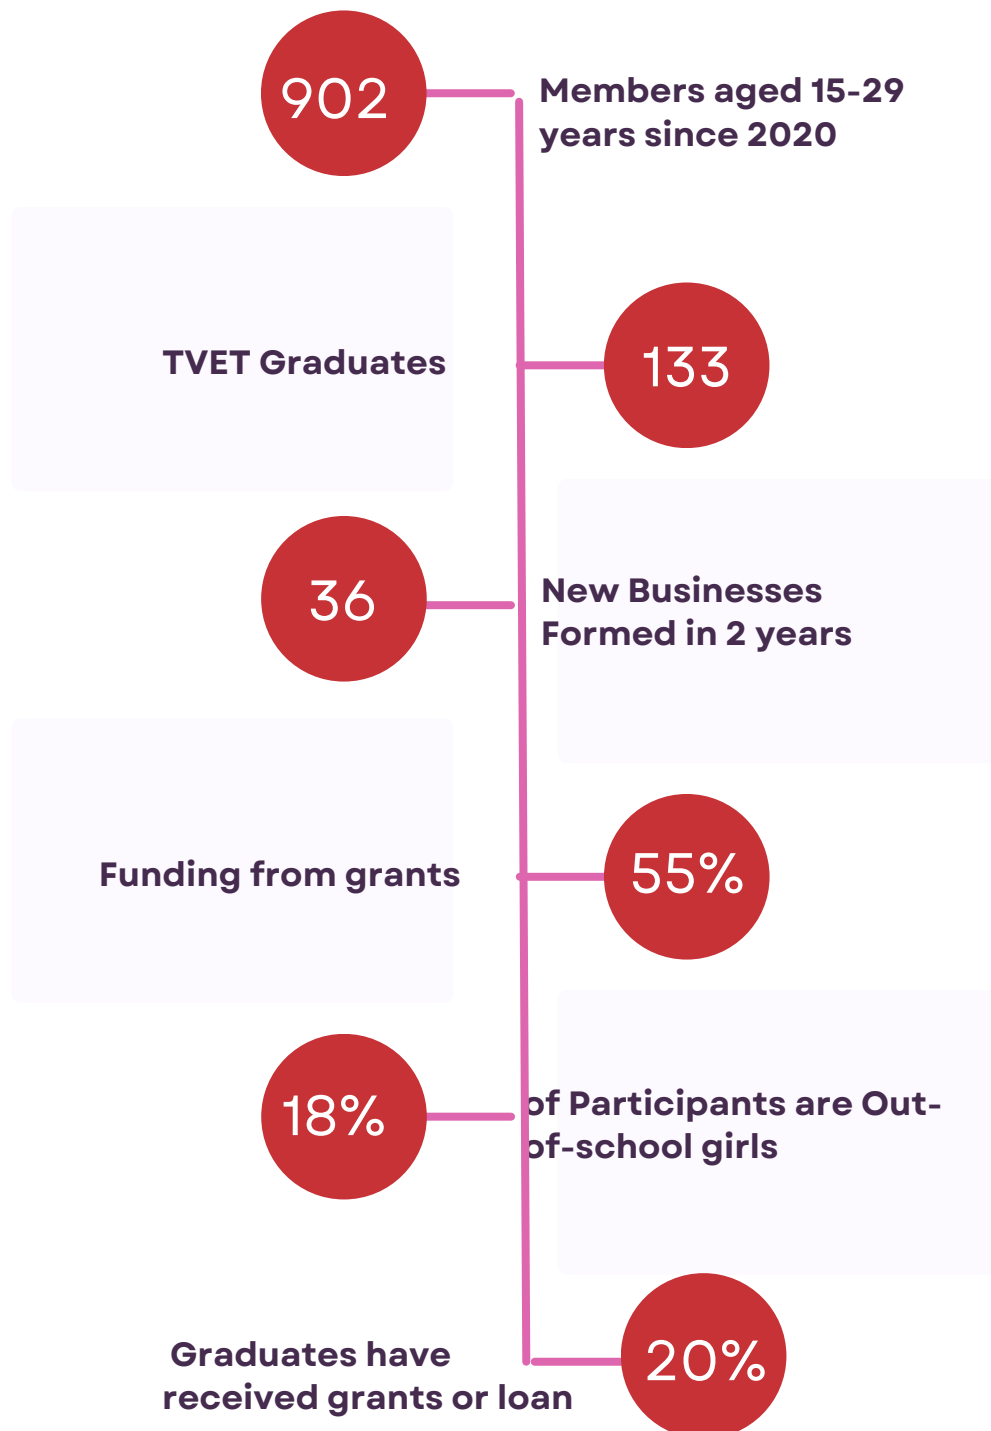 902
Members aged 15-29
years since 2020
TVET Graduates
133
36
New Businesses
Formed in 2 years
Funding from grants
55%
18%
of Participants are Out-
of-school girls
Graduates have
received grants or loan
20%